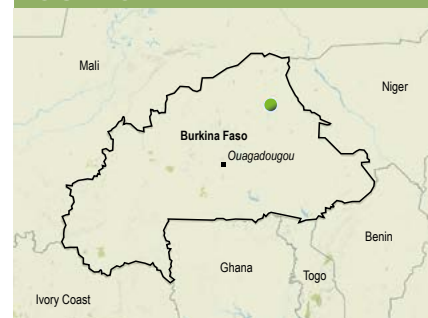 Mali
Niger
Burkina Faso
Ouagadougou
Benin
Ghana
Togo
Ivory Coast